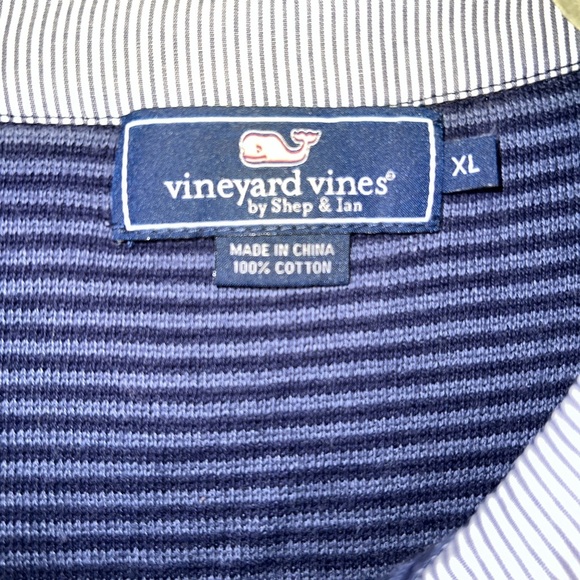 vineyard vines®
XL
by Shep & Ian
MADE IN CHINA
100% COTTON